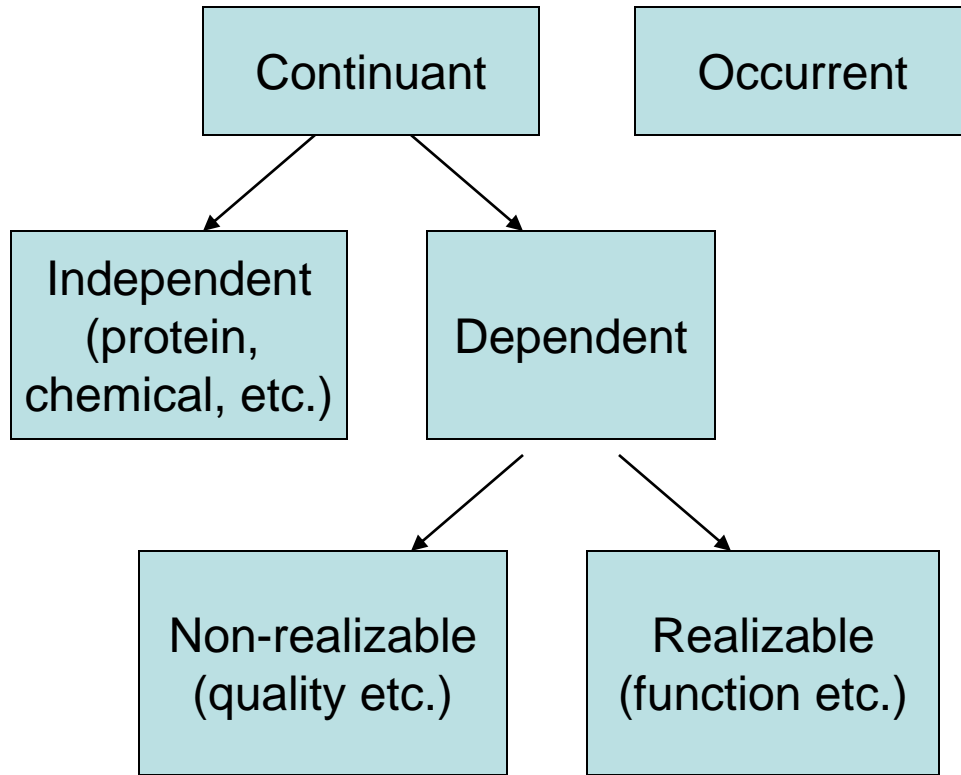 Continuant
Occurrent
Independent
(protein,
chemical, etc.)
Dependent
Non-realizable
(quality etc.)
Realizable
(function etc.)